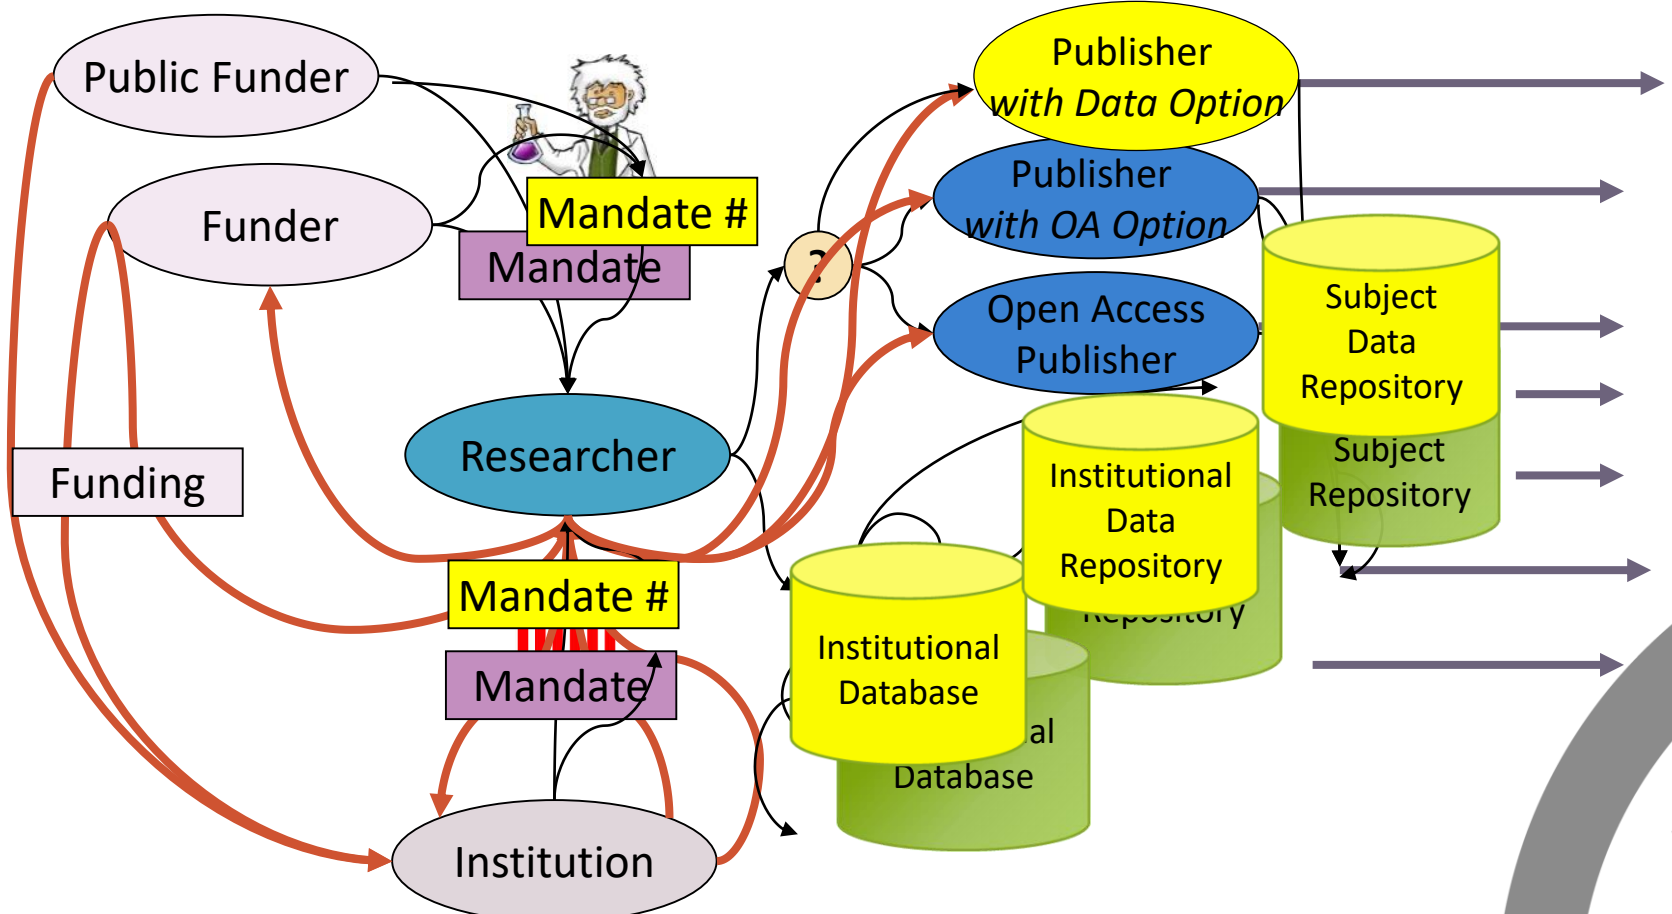 Public Funder
Funder
Mandate #
Mandate
Publisher
with Data Option
Publisher
with OA Option
?
Open Access
Publisher
Subject
Data
Repository
Subject
Repository
Researcher
Funding
Institutional
Data
Repository
Repository
Mandate #
Mandate
Institutional
Database
al
Database
Institution